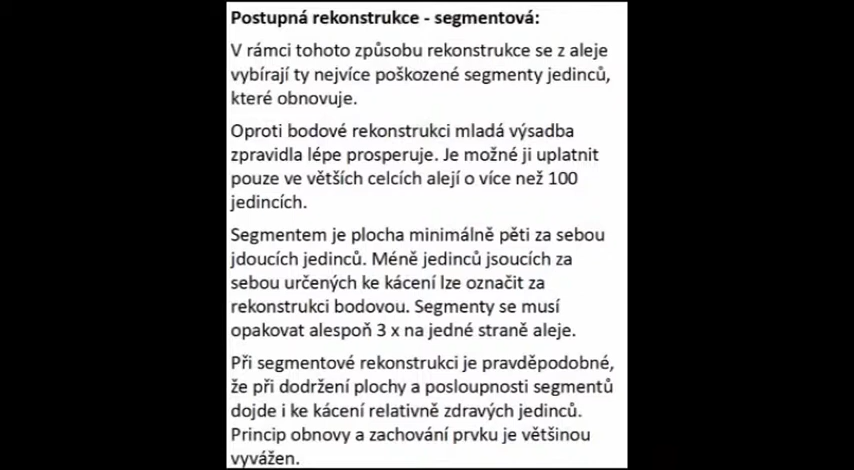 Postupná rekonstrukce - segmentová:
V rámci tohoto způsobu rekonstrukce se z aleje
vybírají ty nejvíce poškozené segmenty jedinců,
které obnovuje.
Oproti bodové rekonstrukci mladá výsadba
zpravidla lépe prosperuje. Je možné ji uplatnit
pouze ve větších celcích alejí o více než 100
jedincích.
Segmentem je plocha minimálně pěti za sebou
jdoucích jedinců. Méně jedinců jsoucích za
sebou určených ke kácení lze označit za
rekonstrukci bodovou. Segmenty se musí
opakovat alespoň 3 x na jedné straně aleje.
Při segmentové rekonstrukci je pravděpodobné,
že při dodržení plochy a posloupnosti segmentů
dojde i ke kácení relativně zdravých jedinců.
Princip obnovy a zachování prvku je většinou
vyvážen.